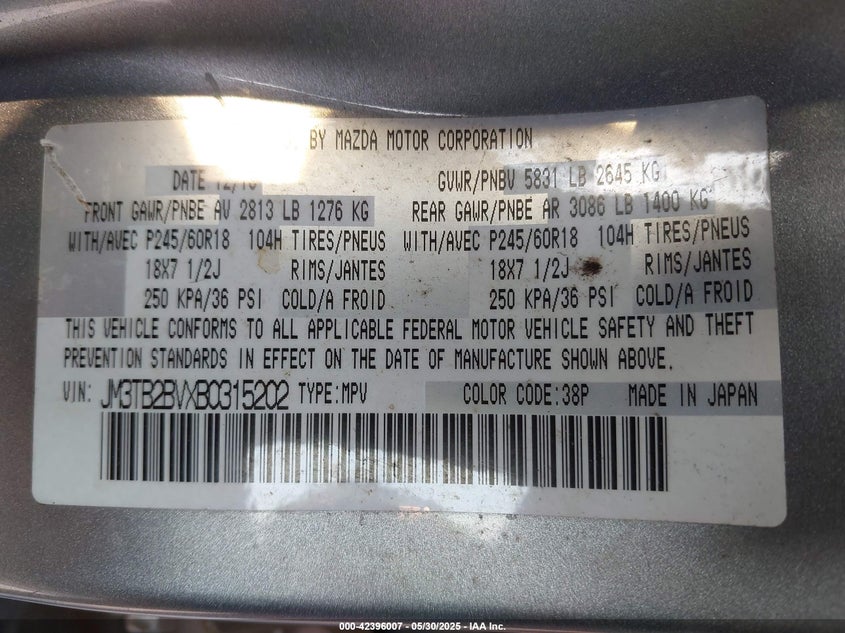 BY MAZDA MOTOR CORPORATION
DATE 12/10 GVWR/PNBV 5831 LB 2645 KG
FRONT GAWR/PNBE AV 2813 LB 1276 KG REAR GAWR/PNBE AR 3086 LB 1400 KG
WITH/AVEC P245/60R18 104H TIRES/PNEUS WITH/AVEC P245/60R18 104H TIRES/PNEUS
18X7 1/2J RIMS/JANTES 18X7 1/2J RIMS/JANTES
250 KPA/36 PSI COLD/A FROID 250 KPA/36 PSI COLD/A FROID
THIS VEHICLE CONFORMS TO ALL APPLICABLE FEDERAL MOTOR VEHICLE SAFETY AND THEFT
PREVENTION STANDARDS IN EFFECT ON THE DATE OF MANUFACTURE SHOWN ABOVE.
VIN: JM3TB2BVXB0315202 TYPE:MPV COLOR CODE:38P MADE IN JAPAN
000-42396007 - 05/30/2025 - IAA Inc.